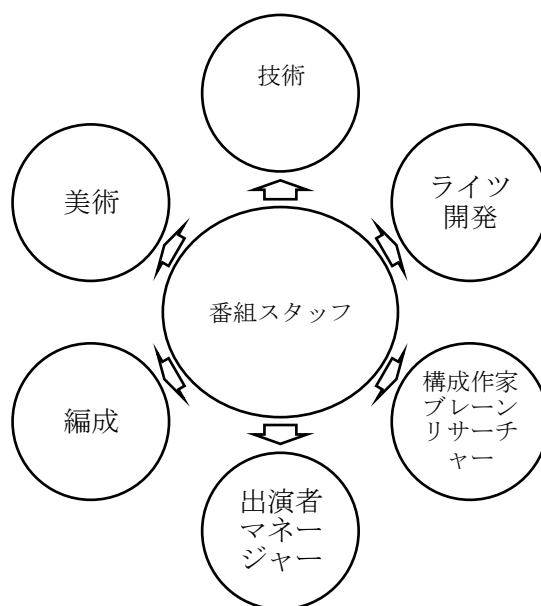 技術
美術
ライツ
開発
番組スタッフ
編成
構成作家
ブレーン
リサーチ
ャー
出演者
マネー
ジャー